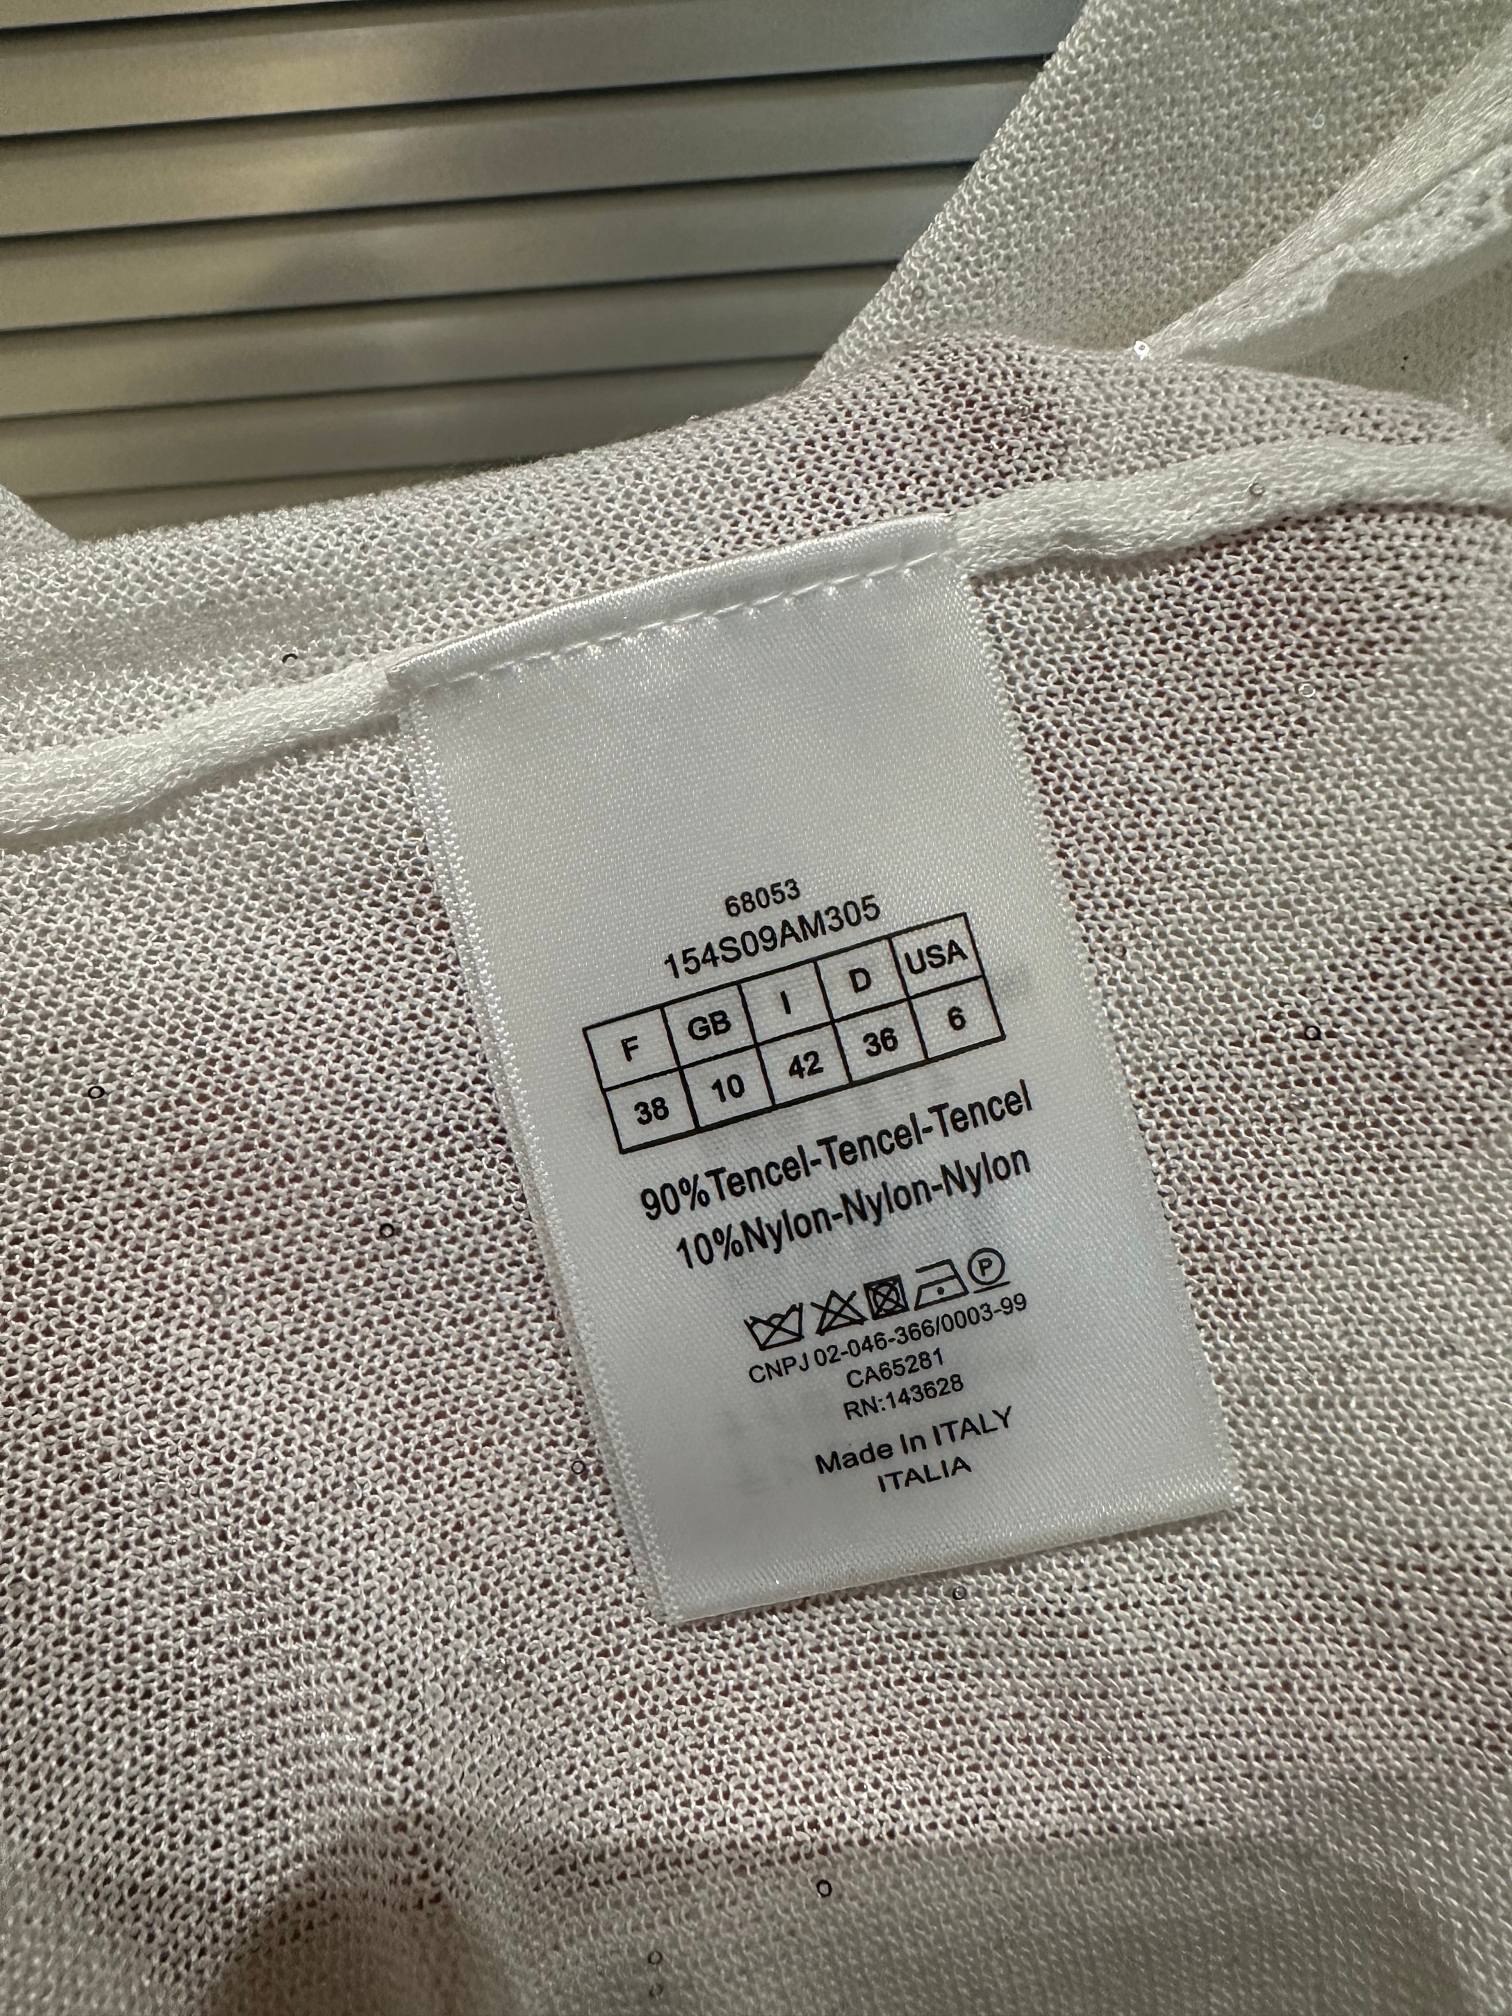 68053
154S09AM305
F GB I D USA
38 10 42 36 6
90%Tencel-Tencel-Tencel
10%Nylon-Nylon-Nylon
P
CNPJ 02-046-366/0003-99
CA65281
RN:143628
Made In ITALY
ITALIA